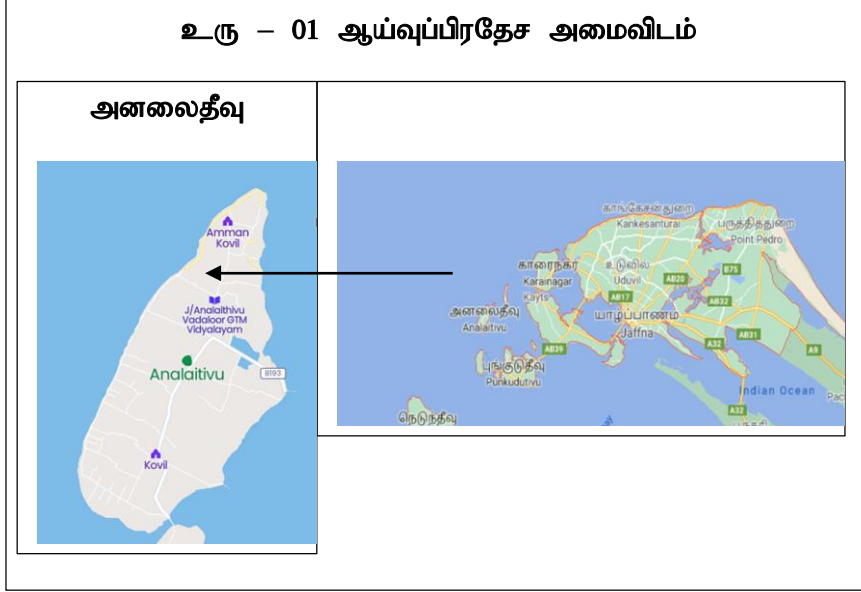 உரு – 01 ஆய்வுப்பிரதேச அமைவிடம்
அனலைதீவு
Amman
Kovil
J/Analaithivu
Vadaloor GTM
Vidyalayam
Analaitivu
B193
Kovil
காங்கேசன்துறை
Kankesanturai
பருத்தித்துறை
Point Pedro
காரைநகர்
Karainagar
உடுவில்
Uduvil
AB20
B75
Kayts
AB17
AB32
அனலைதீவு
Analaitivu
யாழ்ப்பாணம்
Jaffna
AB39
A32
AB31
A9
புங்குடுதீவு
Punkudutivu
Indian Ocean
Pac
A32
நெடுந்தீவு